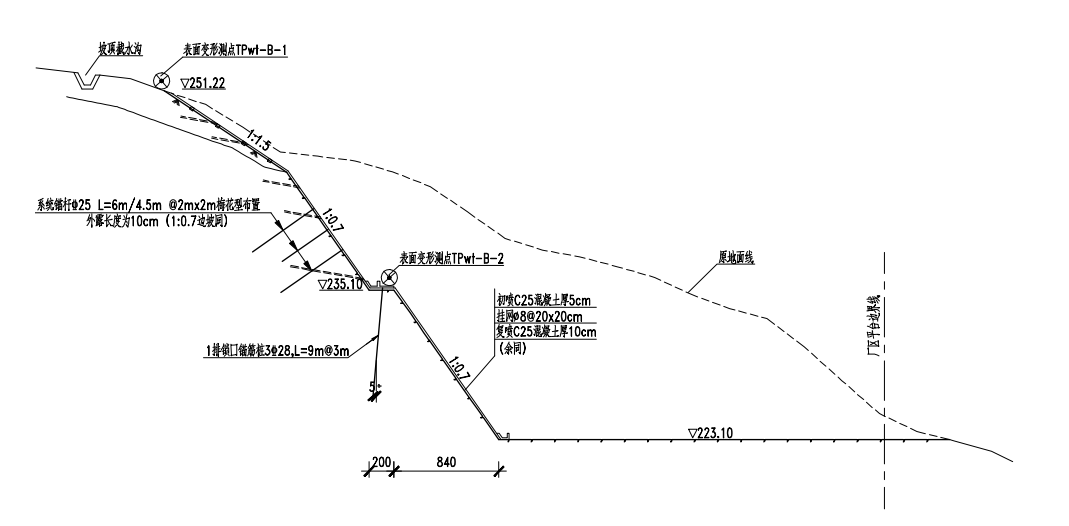 坡顶截水沟
表面变形测点TPwt-B-1
▽251.22
1:1.5
系统锚杆Φ25 L=6m/4.5m @2mx2m梅花型布置
外露长度为10cm（1:0.7边坡同）
1:0.7
表面变形测点TPwt-B-2
原地面线
▽235.10
初喷C25混凝土厚5cm
挂网φ8@20x20cm
复喷C25混凝土厚10cm
（余同）
厂区平台边界线
1排锁口锚筋桩3Φ28,L=9m@3m
1:0.7
5°
▽223.10
200
840